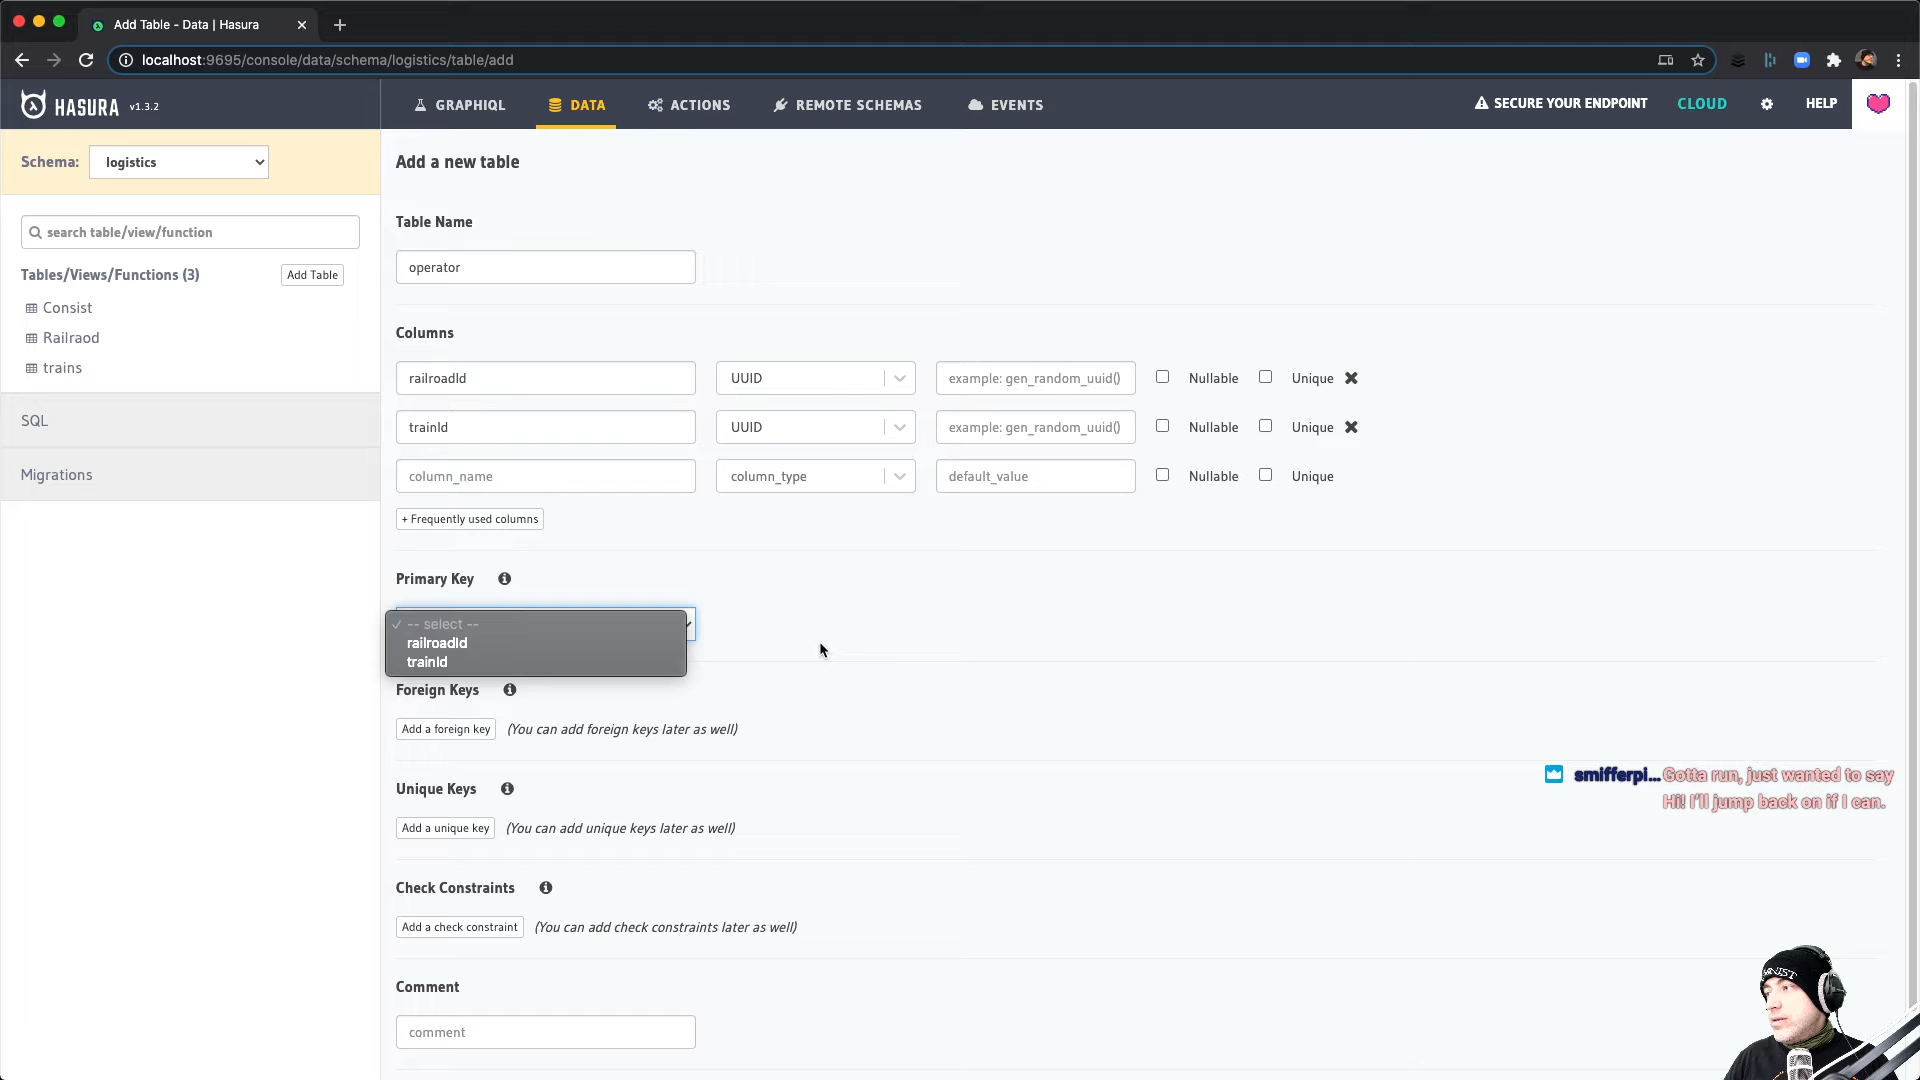 Add Table - Data | Hasura
localhost:9695/console/data/schema/logistics/table/add
HASURA v1.3.2
GRAPHIQL
DATA
ACTIONS
REMOTE SCHEMAS
EVENTS
SECURE YOUR ENDPOINT
CLOUD
HELP
Schema:
logistics
search table/view/function
Tables/Views/Functions (3)
Add Table
Consist
Railraod
trains
SQL
Migrations
Add a new table
Table Name
operator
Columns
railroadId UUID example: gen_random_uuid() Nullable Unique
trainId UUID example: gen_random_uuid() Nullable Unique
column_name column_type default_value Nullable Unique
+ Frequently used columns
Primary Key
-- select --
railroadId
trainId
Foreign Keys
Add a foreign key (You can add foreign keys later as well)
Unique Keys
Add a unique key (You can add unique keys later as well)
Check Constraints
Add a check constraint (You can add check constraints later as well)
Comment
comment
smifferpi... Gotta run, just wanted to say
Hi! I'll jump back on if I can.